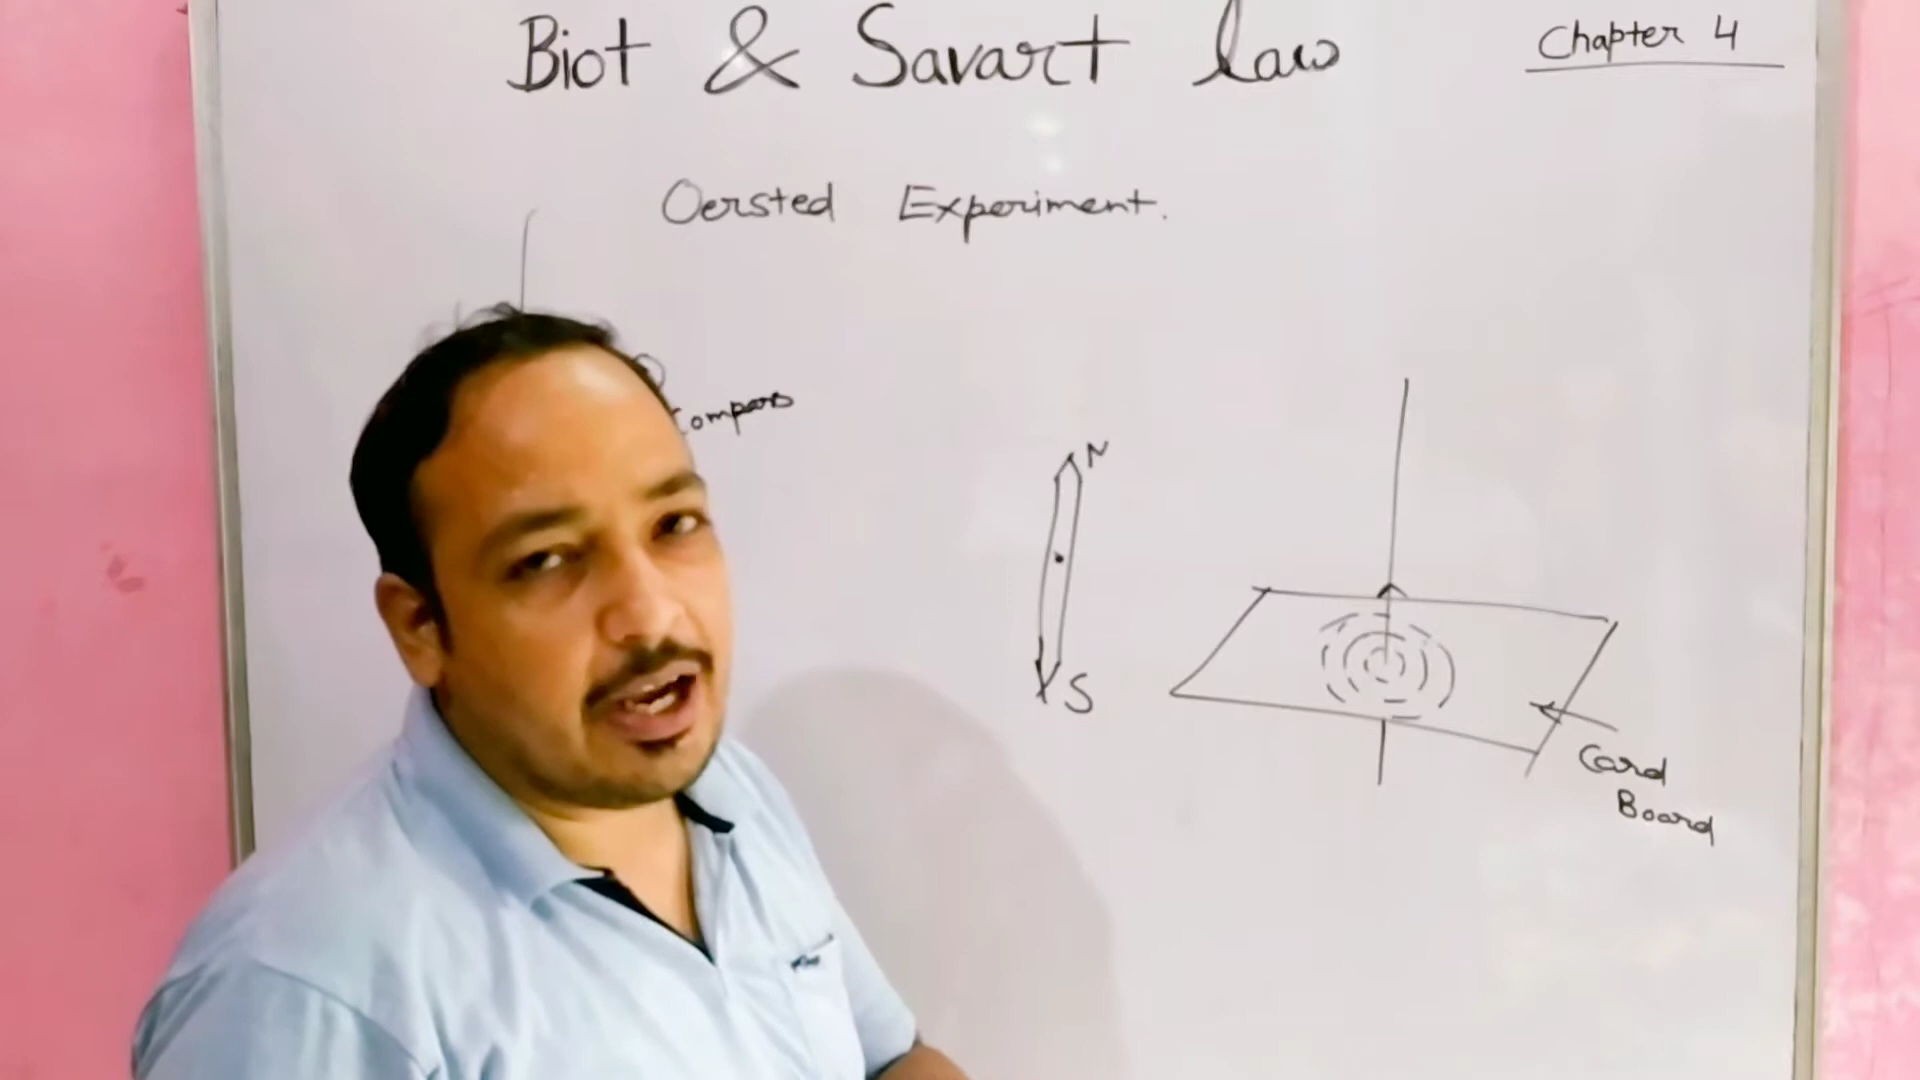 Biot & Savart law
Chapter 4
Oersted Experiment.
Compass
N
S
Card
Board